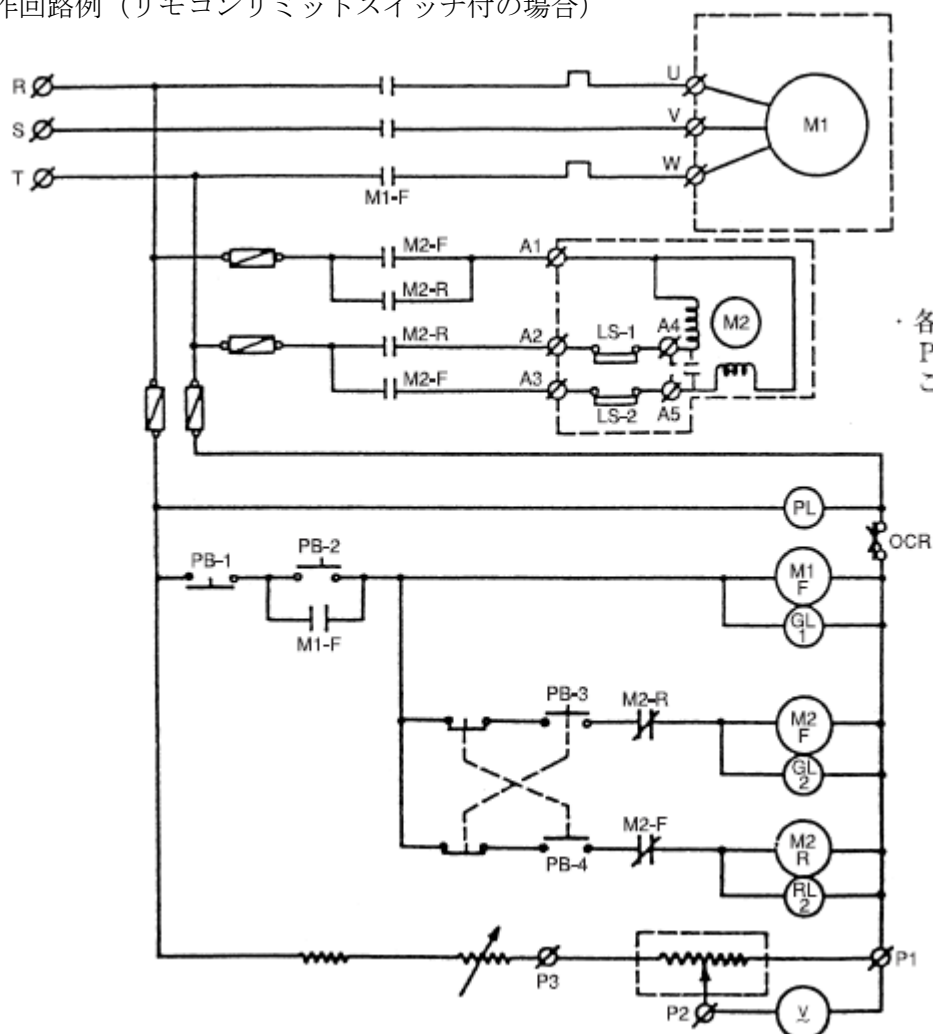 作回路例（リモコンリミットスイッチ付の場合）
R
U
S
V
M1
T
W
M1-F
M2-F
A1
M2-R
M2-R
A2
LS-1
A4
M2
・各
P
こ
M2-F
A3
LS-2
A5
PL
OCR
PB-1
PB-2
M1
F
GL
1
M1-F
PB-3
M2-R
M2
F
GL
2
M2-F
M2
R
PB-4
RL
2
P3
P1
P2
V
~